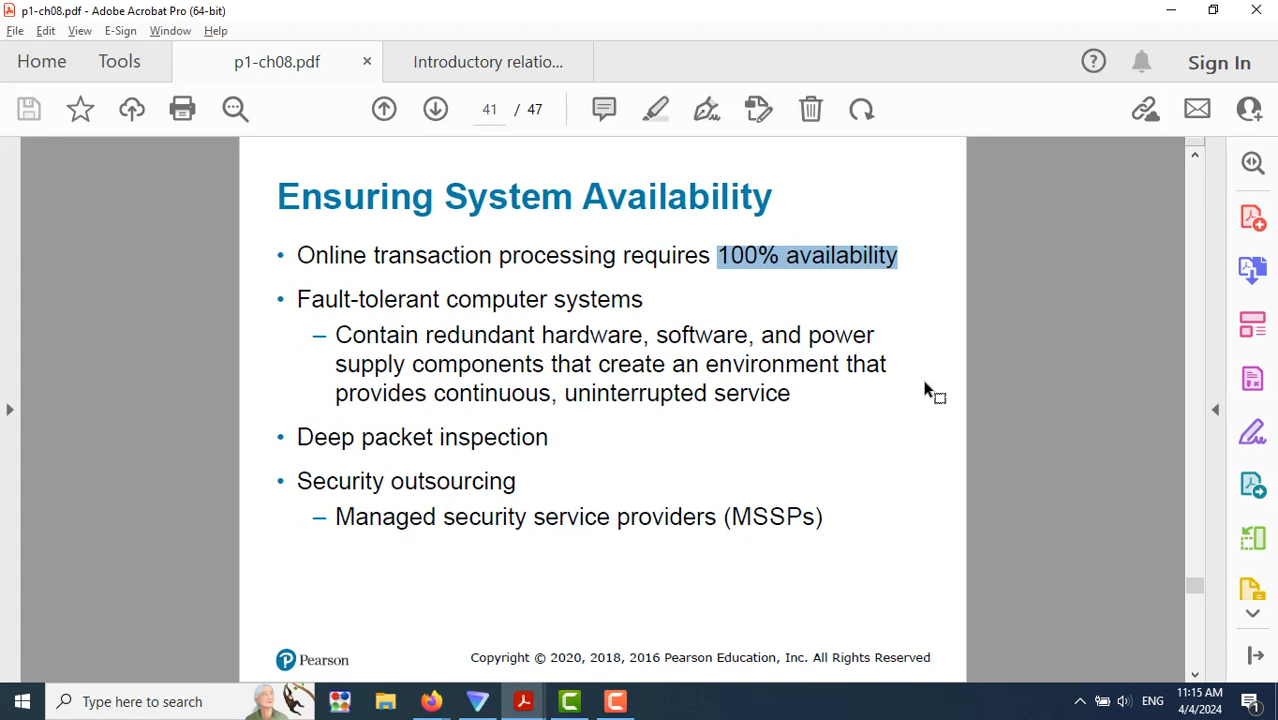 p1-ch08.pdf - Adobe Acrobat Pro (64-bit)
File Edit View E-Sign Window Help
Home Tools p1-ch08.pdf × Introductory relatio... Sign In
41 / 47
Ensuring System Availability
• Online transaction processing requires 100% availability
• Fault-tolerant computer systems
– Contain redundant hardware, software, and power
supply components that create an environment that
provides continuous, uninterrupted service
• Deep packet inspection
• Security outsourcing
– Managed security service providers (MSSPs)
Pearson Copyright © 2020, 2018, 2016 Pearson Education, Inc. All Rights Reserved
Type here to search
ENG
11:15 AM
4/4/2024
1